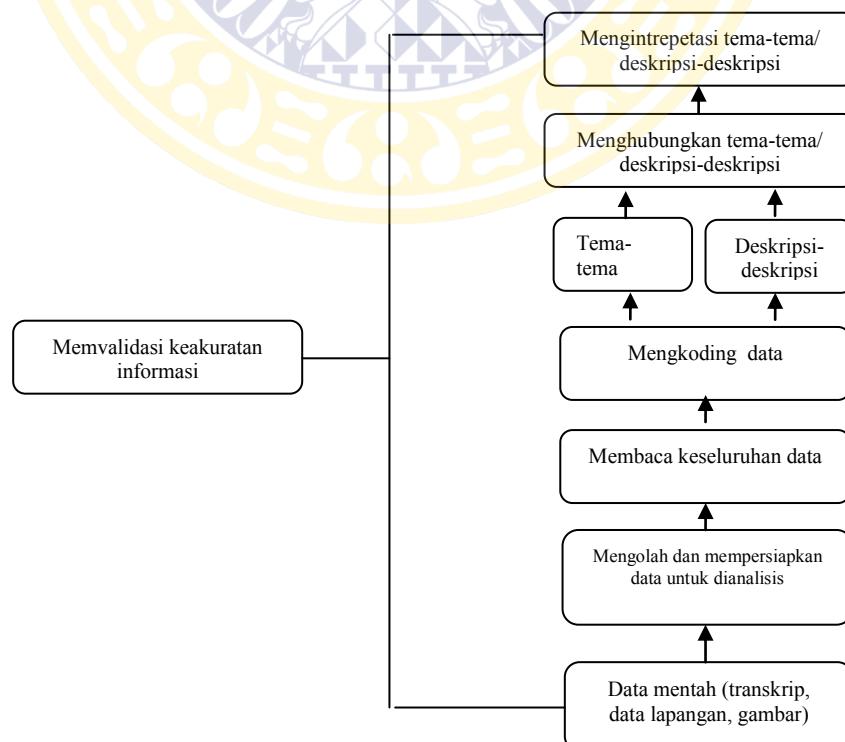 Mengintrepetasi tema-tema/
deskripsi-deskripsi
Menghubungkan tema-tema/
deskripsi-deskripsi
Tema-
tema
Deskripsi-
deskripsi
Memvalidasi keakuratan
informasi
Mengkoding data
Membaca keseluruhan data
Mengolah dan mempersiapkan
data untuk dianalisis
Data mentah (transkrip,
data lapangan, gambar)